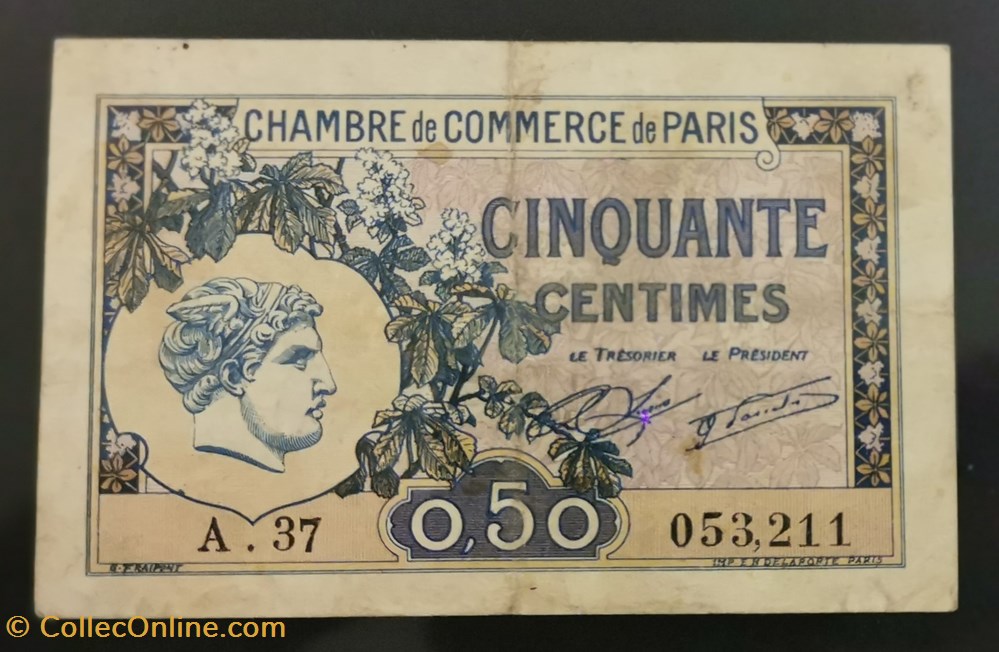 CHAMBRE de COMMERCE de PARIS
CINQUANTE
CENTIMES
LE TRÉSORIER LE PRÉSIDENT
A . 37 0,50 053,211
G. FRAIPONT IMP. E H DELAPORTE PARIS
© CollecOnline.com